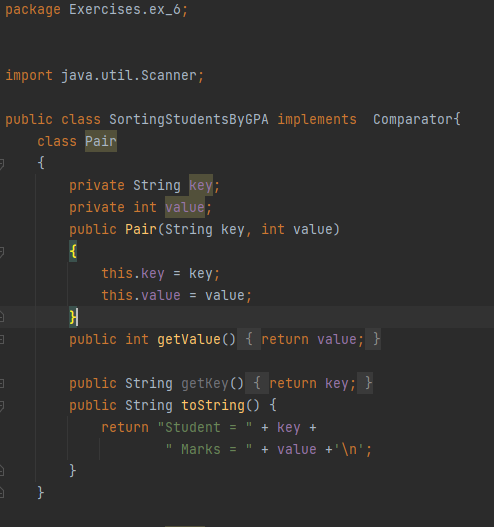 package Exercises.ex_6;
import java.util.Scanner;
public class SortingStudentsByGPA implements  Comparator{
class Pair
{
private String key;
private int value;
public Pair(String key, int value)
{
this.key = key;
this.value = value;
}
public int getValue() { return value; }
public String getKey() { return key; }
public String toString() {
return "Student = " + key +
" Marks = " + value +'\n';
}
}